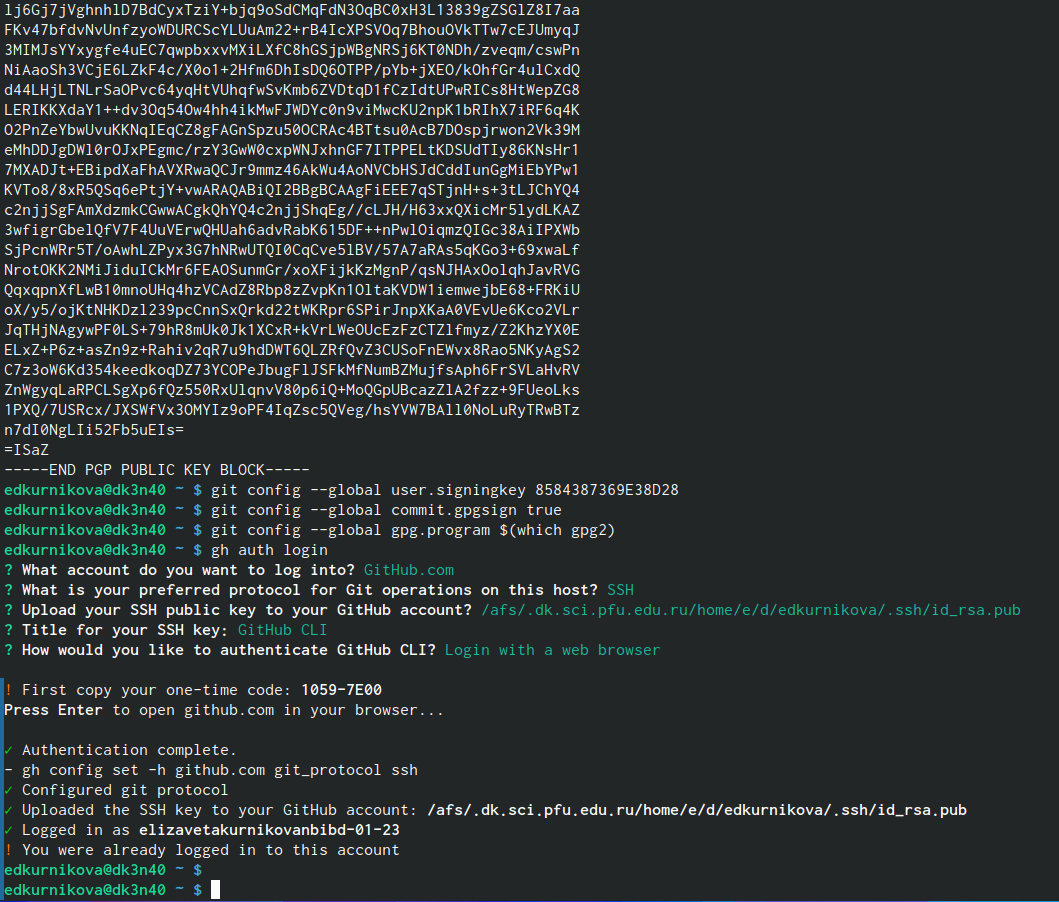 lj6Gj7jVghnhlD7BdCyxTziY+bjq9oSdCMqFdN3OqBC0xH3L13839gZSGlZ8I7aa
FKv47bfdvNvUnfzyoWDURCScYLUuAm22+rB4IcXPSVOq7BhouOVkTTw7cEJUmyqJ
3MIMJsYYxygfe4uEC7qwpbxxvMXiLXfC8hGSjpWBgNRSj6KT0NDh/zveqm/cswPn
NiAaoSh3VCjE6LZkF4c/X0o1+2Hfm6DhIsDQ6OTPP/pYb+jXEO/kOhfGr4ulCxdQ
d44LHjLTNLrSaOPvc64yqHtVUhqfwSvKmb6ZVDtqD1fCzIdtUPwRICs8HtWepZG8
LERIKKXdaY1++dv3Oq54Ow4hh4ikMwFJWDYc0n9viMwcKU2npK1bRIhX7iRF6q4K
O2PnZeYbwUvuKKNqIEqCZ8gFAGnSpzu50OCRAc4BTtsu0AcB7DOspjrwon2Vk39M
eMhDDJgDWl0rOJxPEgmc/rzY3GwW0cxpWNJxhnGF7ITPPELtKDSUdTIy86KNsHr1
7MXADJt+EBipdXaFhAVXRwaQCJr9mmz46AkWu4AoNVCbHSJdCddIunGgMiEbYPw1
KVTo8/8xR5QSq6ePtjY+vwARAQABiQI2BBgBCAAgFiEEE7qSTjnH+s+3tLJChYQ4
c2njjSgFAmXdzmkCGwwACgkQhYQ4c2njjShqEg//cLJH/H63xxQXicMr5lydLKAZ
3wfigrGbelQfV7F4UuVErwQHUah6advRabK615DF++nPwlOiqmzQIGc38AiIPXWb
SjPcnWRr5T/oAwhLZPyx3G7hNRwUTQI0CqCve5lBV/57A7aRAs5qKGo3+69xwaLf
NrotOKK2NMiJiduICkMr6FEAOSunmGr/xoXFijkKzMgnP/qsNJHAxOolqhJavRVG
QqxqpnXfLwB10mnoUHq4hzVCAdZ8Rbp8zZvpKn1OltaKVDW1iemwejbE68+FRKiU
oX/y5/ojKtNHKDzl239pcCnnSxQrkd22tWKRpr6SPirJnpXKaA0VEvUe6Kco2VLr
JqTHjNAgywPF0LS+79hR8mUk0Jk1XCxR+kVrLWeOUcEzFzCTZlfmyz/Z2KhzYX0E
ELxZ+P6z+asZn9z+Rahiv2qR7u9hdDWT6QLZRfQvZ3CUSoFnEWvx8Rao5NKyAgS2
C7z3oW6Kd354keedkoqDZ73YCOPeJbugFlJSFkMfNumBZMujfsAph6FrSVLaHvRV
ZnWgyqLaRPCLSgXp6fQz550RxUlqnvV80p6iQ+MoQGpUBcazZlA2fzz+9FUeoLks
1PXQ/7USRcx/JXSWfVx3OMYIz9oPF4IqZsc5QVeg/hsYVW7BAll0NoLuRyTRwBTz
n7dI0NgLIi52Fb5uEIs=
=ISaZ
-----END PGP PUBLIC KEY BLOCK-----
edkurnikova@dk3n40 ~ $ git config --global user.signingkey 8584387369E38D28
edkurnikova@dk3n40 ~ $ git config --global commit.gpgsign true
edkurnikova@dk3n40 ~ $ git config --global gpg.program $(which gpg2)
edkurnikova@dk3n40 ~ $ gh auth login
? What account do you want to log into? GitHub.com
? What is your preferred protocol for Git operations on this host? SSH
? Upload your SSH public key to your GitHub account? /afs/.dk.sci.pfu.edu.ru/home/e/d/edkurnikova/.ssh/id_rsa.pub
? Title for your SSH key: GitHub CLI
? How would you like to authenticate GitHub CLI? Login with a web browser
! First copy your one-time code: 1059-7E00
Press Enter to open github.com in your browser...
✓ Authentication complete.
- gh config set -h github.com git_protocol ssh
✓ Configured git protocol
✓ Uploaded the SSH key to your GitHub account: /afs/.dk.sci.pfu.edu.ru/home/e/d/edkurnikova/.ssh/id_rsa.pub
✓ Logged in as elizavetakurnikovanbibd-01-23
! You were already logged in to this account
edkurnikova@dk3n40 ~ $
edkurnikova@dk3n40 ~ $